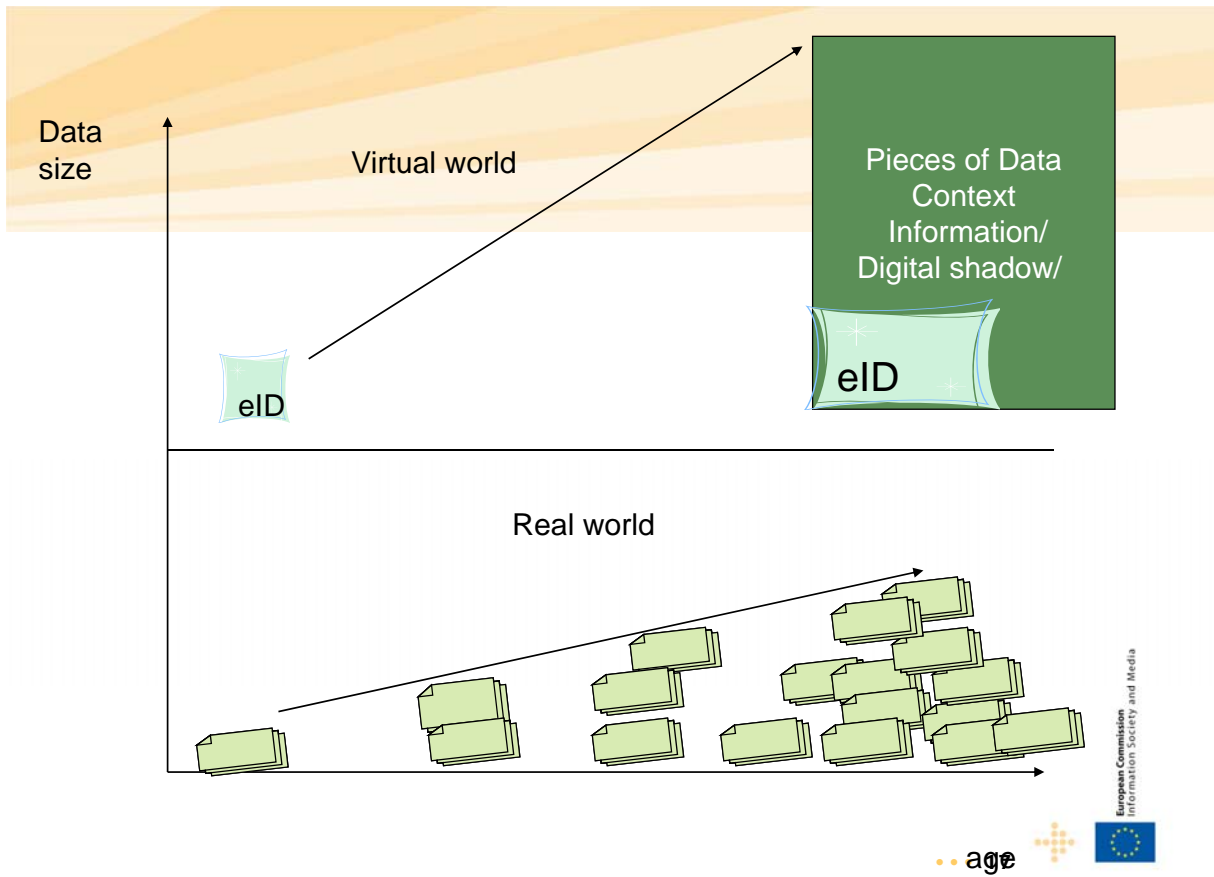 Data
size
Virtual world
Pieces of Data
Context
Information/
Digital shadow/
eID
eID
Real world
European Commission
Information Society and Media
age